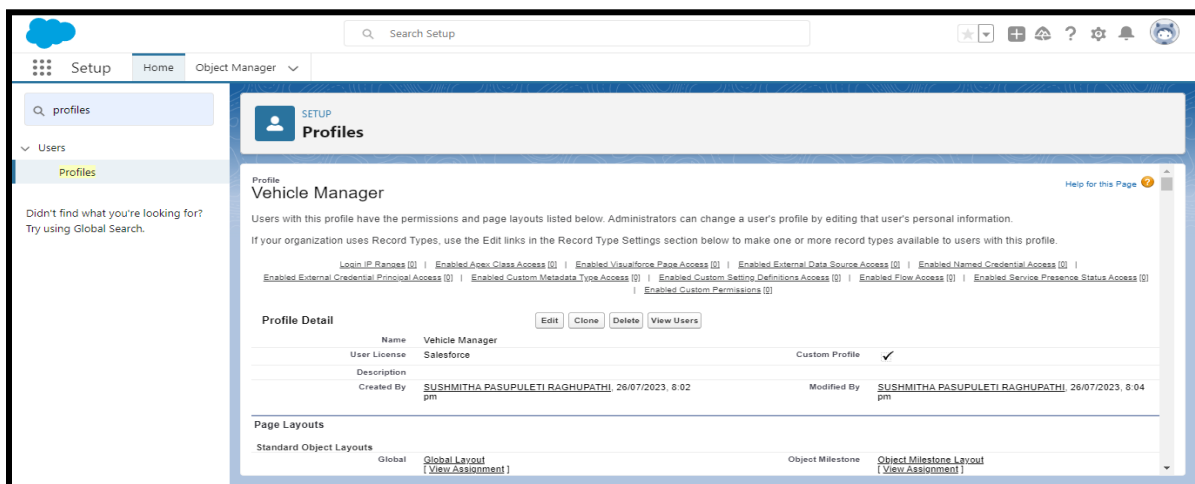 Search Setup
Setup Home Object Manager
profiles
Users
Profiles
Didn't find what you're looking for?
Try using Global Search.
SETUP
Profiles
Profile
Vehicle Manager
Help for this Page
Users with this profile have the permissions and page layouts listed below. Administrators can change a user's profile by editing that user's personal information.
If your organization uses Record Types, use the Edit links in the Record Type Settings section below to make one or more record types available to users with this profile.
Login IP Ranges [0] | Enabled Apex Class Access [0] | Enabled Visualforce Page Access [0] | Enabled External Data Source Access [0] | Enabled Named Credential Access [0] |
Enabled External Credential Principal Access [0] | Enabled Custom Metadata Type Access [0] | Enabled Custom Setting Definitions Access [0] | Enabled Flow Access [0] | Enabled Service Presence Status Access [0]
| Enabled Custom Permissions [0]
Profile Detail Edit Clone Delete View Users
Name Vehicle Manager
User License Salesforce Custom Profile
Description
Created By SUSHMITHA PASUPULETI RAGHUPATHI, 26/07/2023, 8:02 pm
Modified By SUSHMITHA PASUPULETI RAGHUPATHI, 26/07/2023, 8:04 pm
Page Layouts
Standard Object Layouts
Global Global Layout
[ View Assignment ]
Object Milestone Object Milestone Layout
[ View Assignment ]